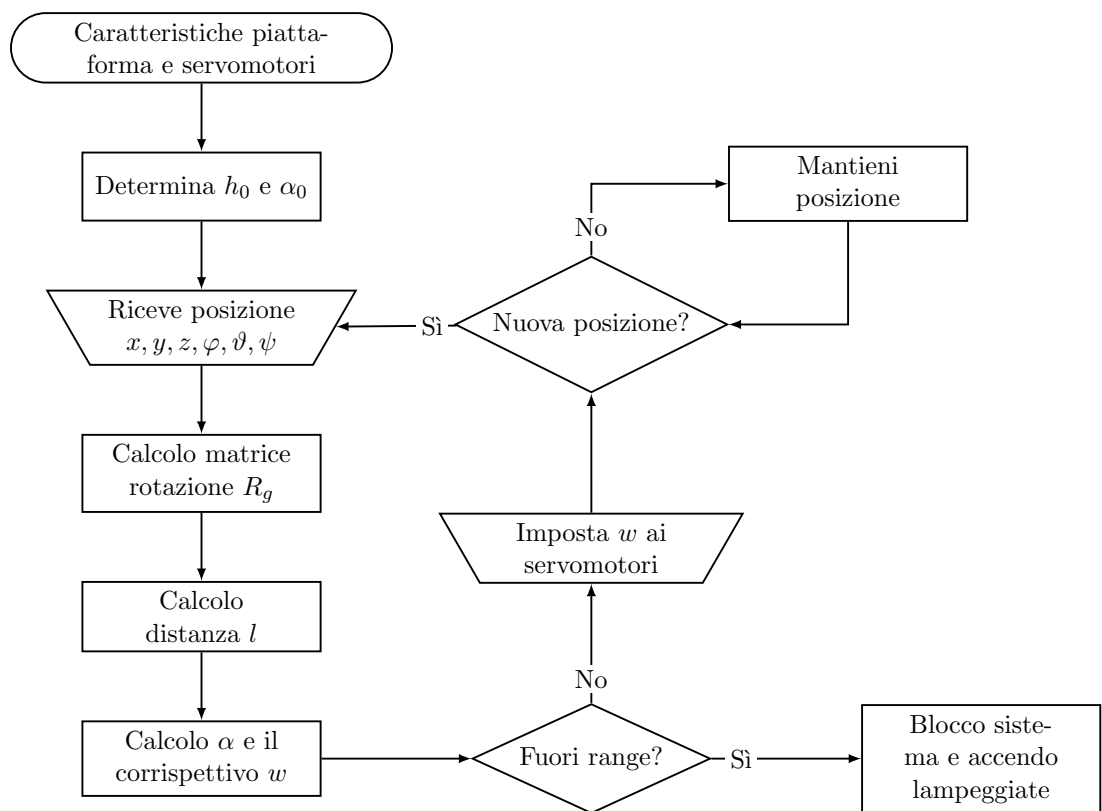 Caratteristiche piatta-
forma e servomotori
Determina h₀ e α₀
Riceve posizione
x, y, z, φ, ϑ, ψ
Calcolo matrice
rotazione R_g
Calcolo
distanza l
Calcolo α e il
corrispettivo w
Fuori range?
Sì
Blocco siste-
ma e accendo
lampeggiate
No
Imposta w ai
servomotori
Nuova posizione?
Sì
No
Mantieni
posizione